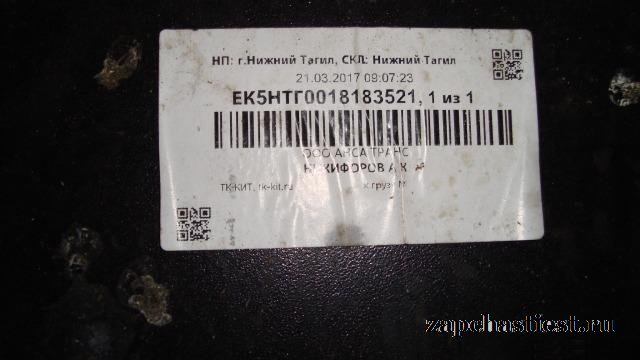 НП: г.Нижний Тагил, СКЛ: Нижний Тагил
21.03.2017 09:07:23
ЕК5НТГ0018183521, 1 из 1
ООО АНСА ТРАНС
НИКИФОРОВ А К
ТК-КИТ, tk-kit.ru
к груз
zapchastiest.ru